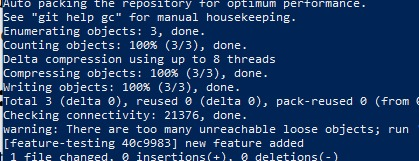 Auto packing the repository for optimum performance.
See "git help gc" for manual housekeeping.
Enumerating objects: 3, done.
Counting objects: 100% (3/3), done.
Delta compression using up to 8 threads
Compressing objects: 100% (3/3), done.
Writing objects: 100% (3/3), done.
Total 3 (delta 0), reused 0 (delta 0), pack-reused 0 (from 0
Checking connectivity: 21376, done.
warning: There are too many unreachable loose objects; run
[feature-testing 40c9983] new feature added
1 file changed, 0 insertions(+), 0 deletions(-)